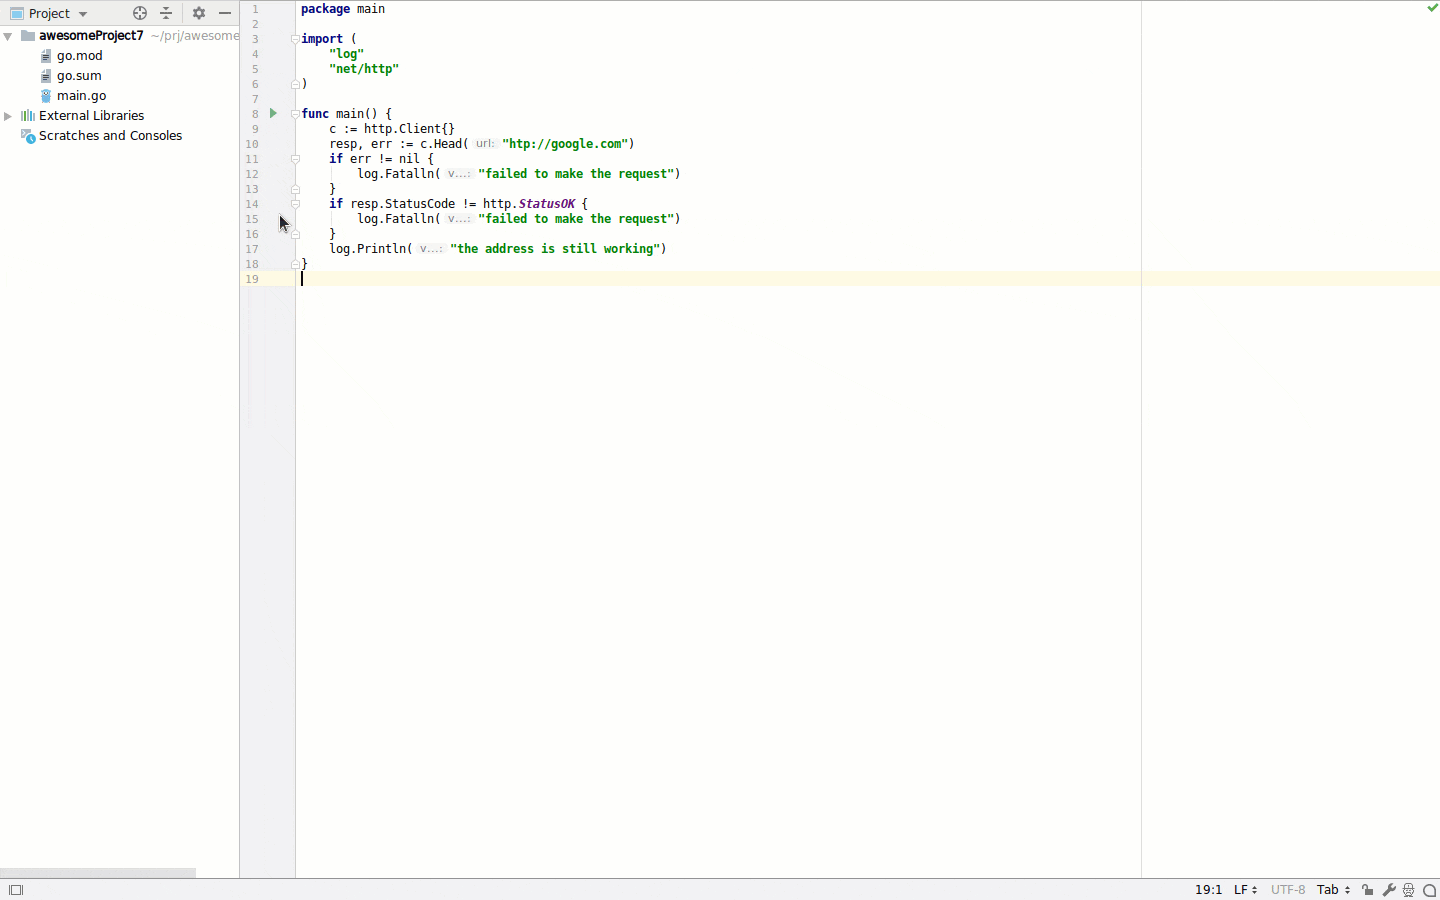 Project
awesomeProject7 ~/prj/awesome
go.mod
go.sum
main.go
External Libraries
Scratches and Consoles
1 package main
2
3 import (
4 "log"
5 "net/http"
6 )
7
8 func main() {
9 c := http.Client{}
10 resp, err := c.Head( url: "htp://google.com")
11 if err != nil {
12 log.Fatalln( v...: "failed to make the request")
13 }
14 if resp.StatusCode != http.StatusOK {
15 log.Fatalln( v...: "failed to make the request")
16 }
17 log.Println( v...: "the address is still working")
18 }
19
19:1 LF UTF-8 Tab